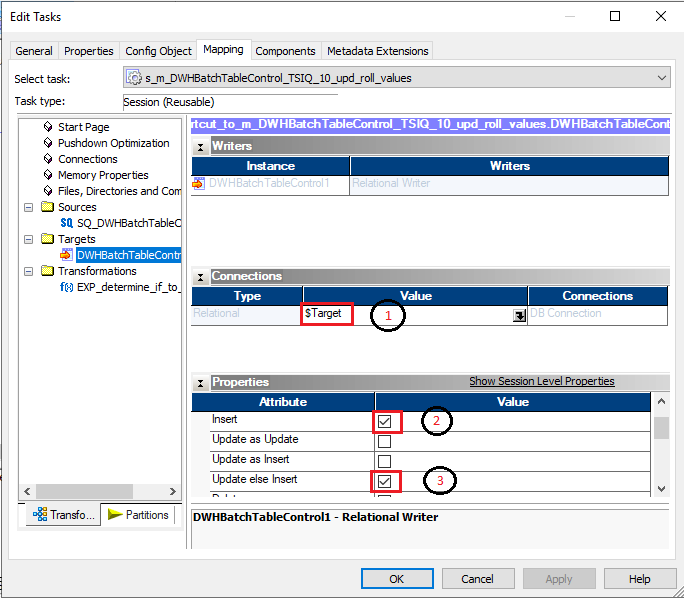 Edit Tasks
General Properties Config Object Mapping Components Metadata Extensions
Select task: s_m_DWHBatchTableControl_TSIQ_10_upd_roll_values
Task type: Session (Reusable)
Start Page
Pushdown Optimization
Connections
Memory Properties
Files, Directories and Com
Sources
SQ_DWHBatchTableC
Targets
DWHBatchTableContr
Transformations
EXP_determine_if_to_
Transfo... Partitions
rtcut_to_m_DWHBatchTableControl_TSIQ_10_upd_roll_values.DWHBatchTableCont
Writers
Instance Writers
DWHBatchTableControl1 Relational Writer
Connections
Type Value Connections
Relational $Target 1 DB Connection
Properties Show Session Level Properties
Attribute Value
Insert 2
Update as Update
Update as Insert
Update else Insert 3
DWHBatchTableControl1 - Relational Writer
OK Cancel Apply Help